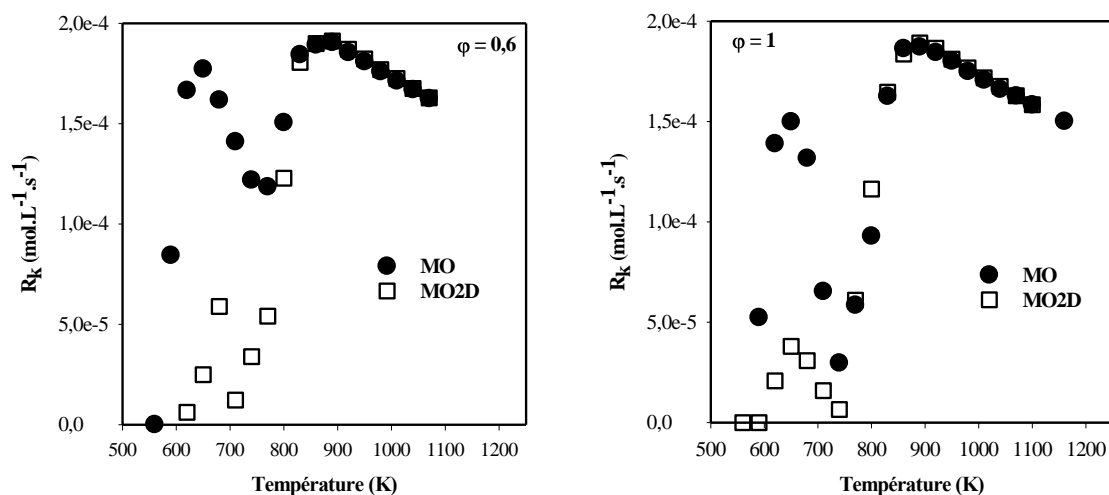 2,0e-4
1,5e-4
1,0e-4
5,0e-5
0,0
R_k (mol.L^-1.s^-1)
φ = 0,6
MO
MO2D
500 600 700 800 900 1000 1100 1200
Température (K)
2,0e-4
1,5e-4
1,0e-4
5,0e-5
0,0
R_k (mol.L^-1.s^-1)
φ = 1
MO
MO2D
500 600 700 800 900 1000 1100
Température (K)